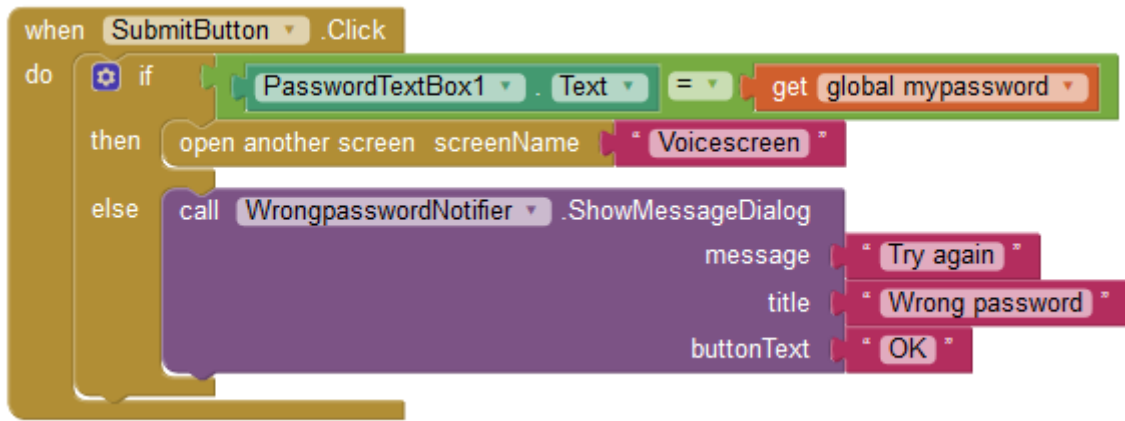 when SubmitButton .Click
do if PasswordTextBox1 . Text = get global mypassword
then open another screen screenName " Voicescreen "
else call WrongpasswordNotifier .ShowMessageDialog
message " Try again "
title " Wrong password "
buttonText " OK "